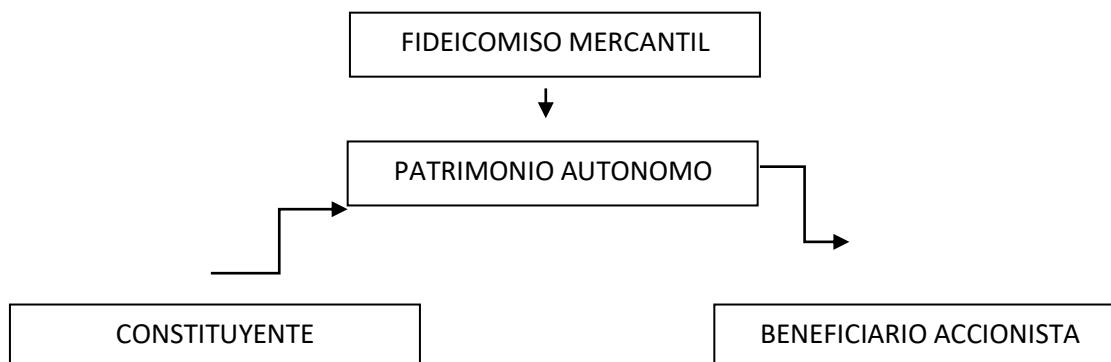 FIDEICOMISO MERCANTIL
PATRIMONIO AUTONOMO
CONSTITUYENTE
BENEFICIARIO ACCIONISTA